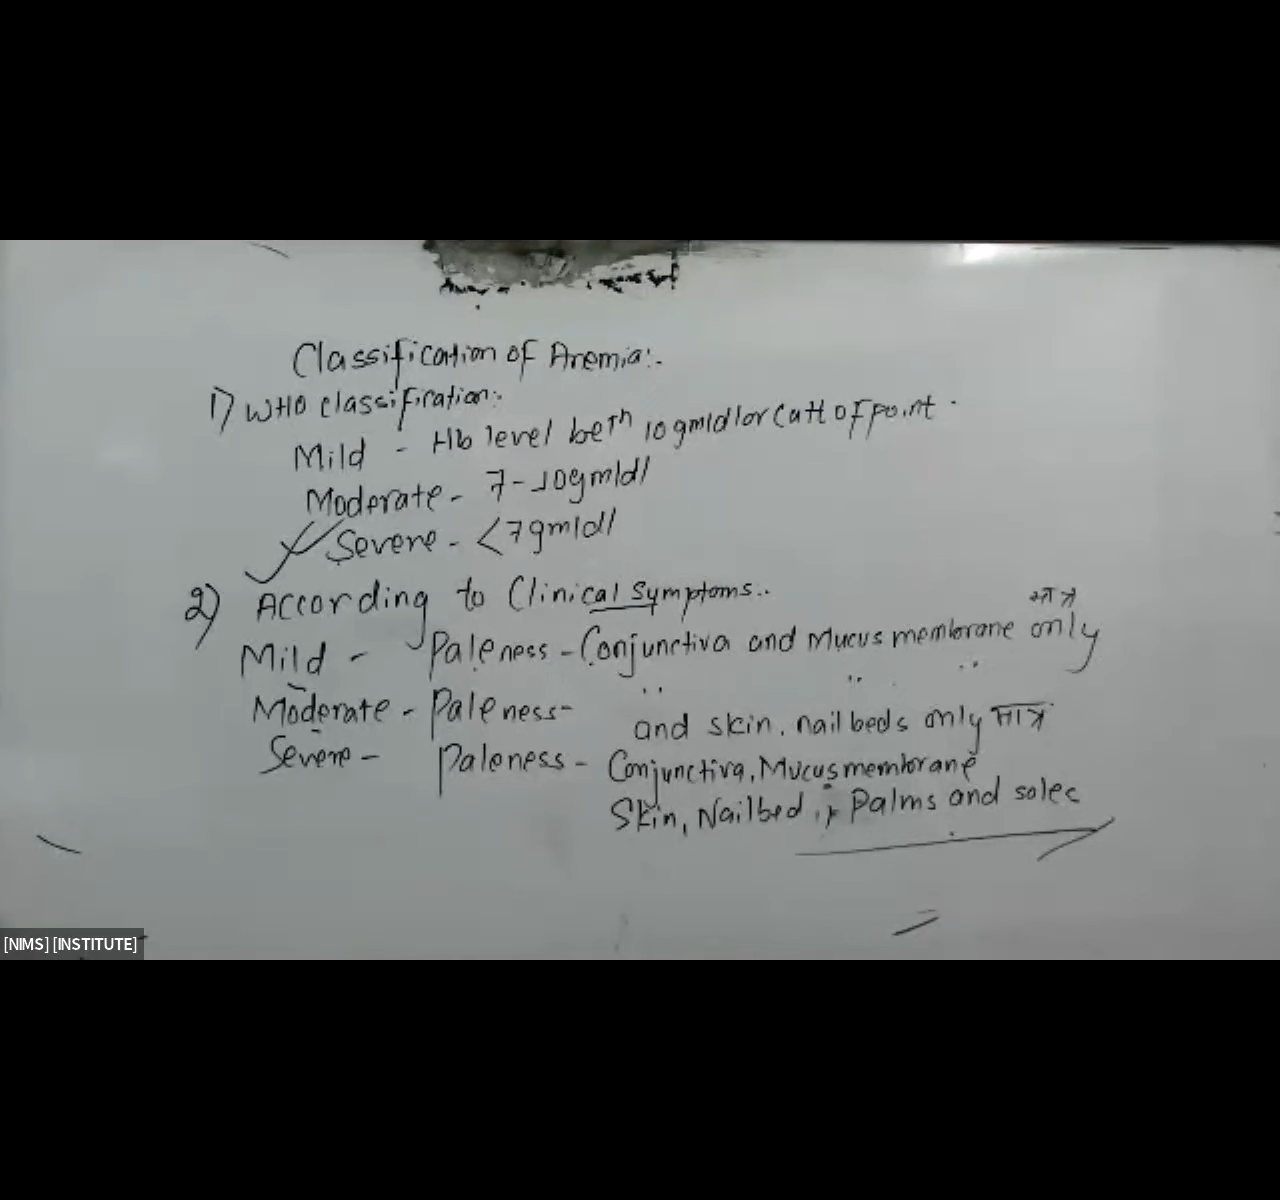 Classification of Anemia:-
1) WHO classification:-
Mild - Hb level betn 10gm/dl or Cutt of point.
Moderate - 7-10gm/dl
Severe - <7gm/dl
2) According to Clinical Symptoms..
Mild - Paleness - Conjunctiva and Mucus membrane only मात्र
Moderate - Paleness - " " "
and skin, nail beds only मात्र
Severe - Paleness - Conjunctiva, Mucus membrane
Skin, Nailbed, Palms and soles
[NIMS] [INSTITUTE]